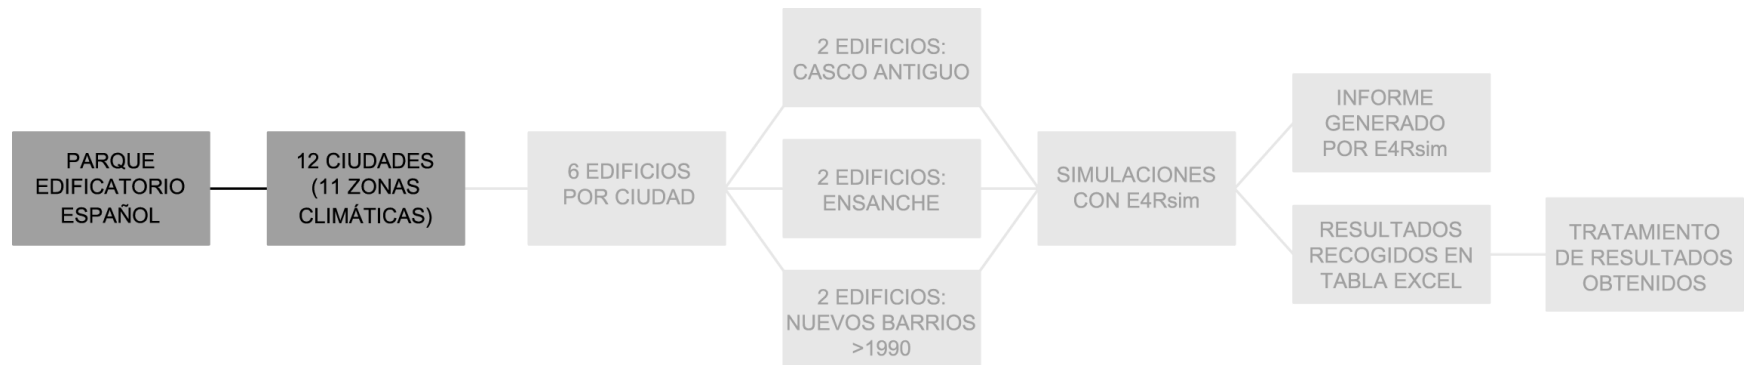 PARQUE
EDIFICATORIO
ESPAÑOL
12 CIUDADES
(11 ZONAS
CLIMÁTICAS)
6 EDIFICIOS
POR CIUDAD
2 EDIFICIOS:
CASCO ANTIGUO
2 EDIFICIOS:
ENSANCHE
2 EDIFICIOS:
NUEVOS BARRIOS
>1990
SIMULACIONES
CON E4Rsim
INFORME
GENERADO
POR E4Rsim
RESULTADOS
RECOGIDOS EN
TABLA EXCEL
TRATAMIENTO
DE RESULTADOS
OBTENIDOS